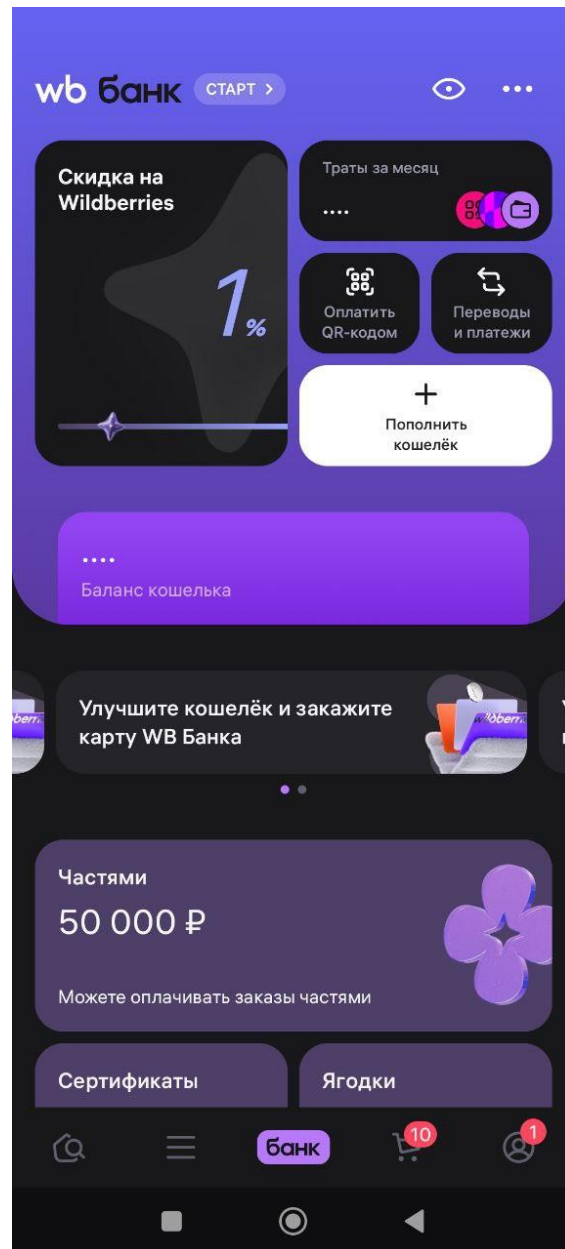 wb банк СТАРТ >
Скидка на
Wildberries
1%
Траты за месяц
....
Оплатить
QR-кодом
Переводы
и платежи
+
Пополнить
кошелёк
....
Баланс кошелька
Улучшите кошелёк и закажите
карту WB Банка
Частями
50 000 ₽
Можете оплачивать заказы частями
Сертификаты
Ягодки
банк
10
1